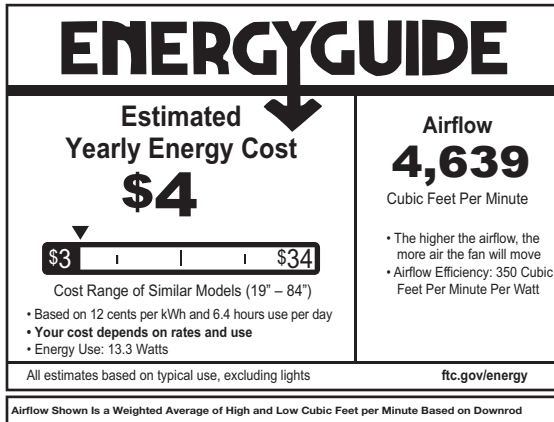 ENERGYGUIDE
Estimated
Yearly Energy Cost
$4
$3
$34
Cost Range of Similar Models (19” – 84”)
• Based on 12 cents per kWh and 6.4 hours use per day
• Your cost depends on rates and use
• Energy Use: 13.3 Watts
Airflow
4,639
Cubic Feet Per Minute
• The higher the airflow, the
more air the fan will move
• Airflow Efficiency: 350 Cubic
Feet Per Minute Per Watt
All estimates based on typical use, excluding lights
ftc.gov/energy
Airflow Shown Is a Weighted Average of High and Low Cubic Feet per Minute Based on Downrod